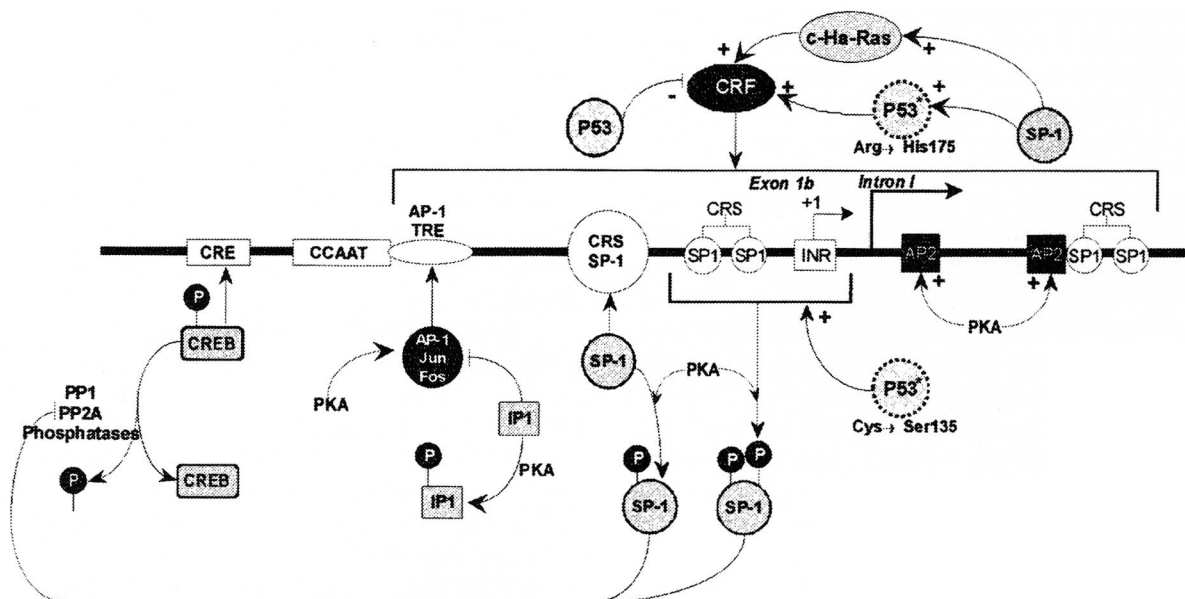 c-Ha-Ras
+
+
CRF
+
+
-
P53
P53*
SP-1
Arg→ His175
Exon 1b
Intron I
+1
AP-1
TRE
CRS
CRS
CRE
CCAAT
CRS
SP-1
SP1
SP1
INR
AP2
AP2
SP1
SP1
+
+
P
CREB
AP-1
Jun
Fos
PKA
+
SP-1
PKA
P53*
PP1
PP2A
Phosphatases
PKA
IP1
Cys→ Ser135
P
P
P
P
P
CREB
PKA
IP1
SP-1
SP-1